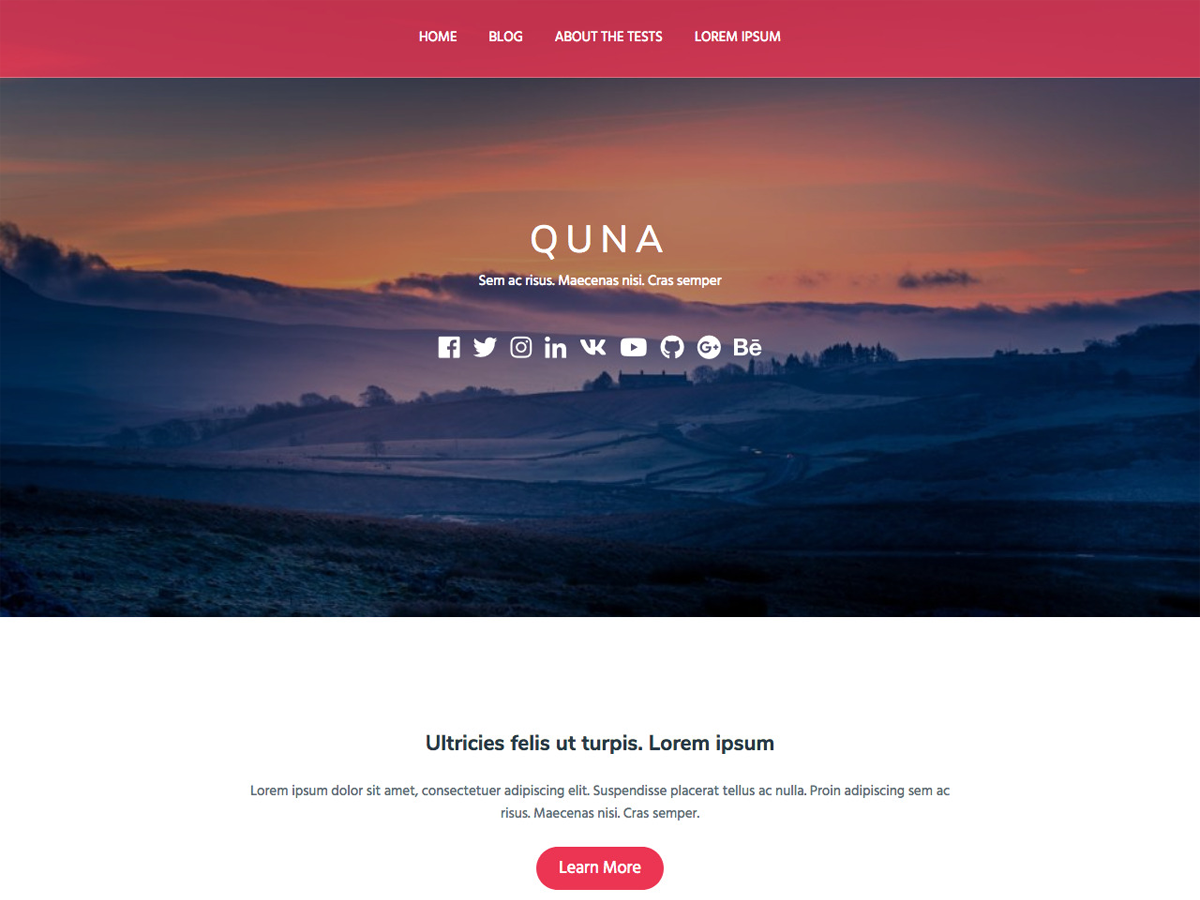 HOME BLOG ABOUT THE TESTS LOREM IPSUM
QUNA
Sem ac risus. Maecenas nisi. Cras semper
Bē
Ultricies felis ut turpis. Lorem ipsum
Lorem ipsum dolor sit amet, consectetuer adipiscing elit. Suspendisse placerat tellus ac nulla. Proin adipiscing sem ac
risus. Maecenas nisi. Cras semper.
Learn More